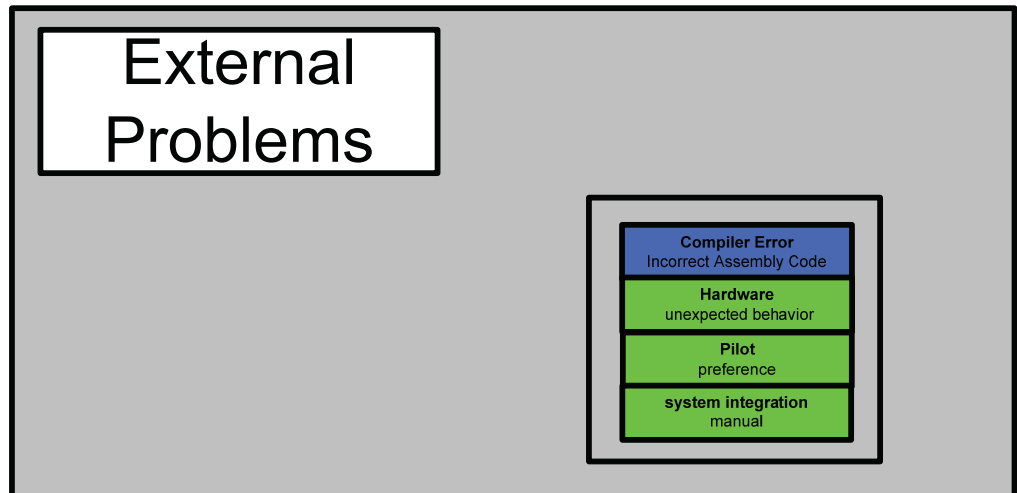 External
Problems
Compiler Error
Incorrect Assembly Code
Hardware
unexpected behavior
Pilot
preference
system integration
manual